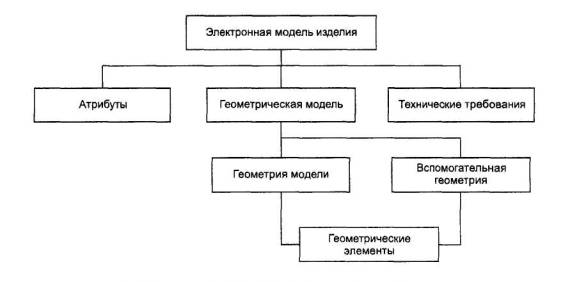 Электронная модель изделия
Атрибуты
Геометрическая модель
Технические требования
Геометрия модели
Вспомогательная
геометрия
Геометрические
элементы